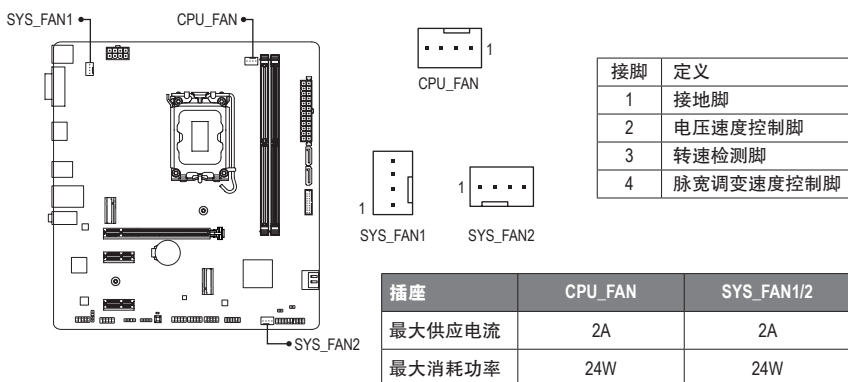 SYS_FAN1
CPU_FAN
1
CPU_FAN
1
SYS_FAN1
1
SYS_FAN2
SYS_FAN2
接脚 定义
1 接地脚
2 电压速度控制脚
3 转速检测脚
4 脉宽调变速度控制脚
插座 CPU_FAN SYS_FAN1/2
最大供应电流 2A 2A
最大消耗功率 24W 24W